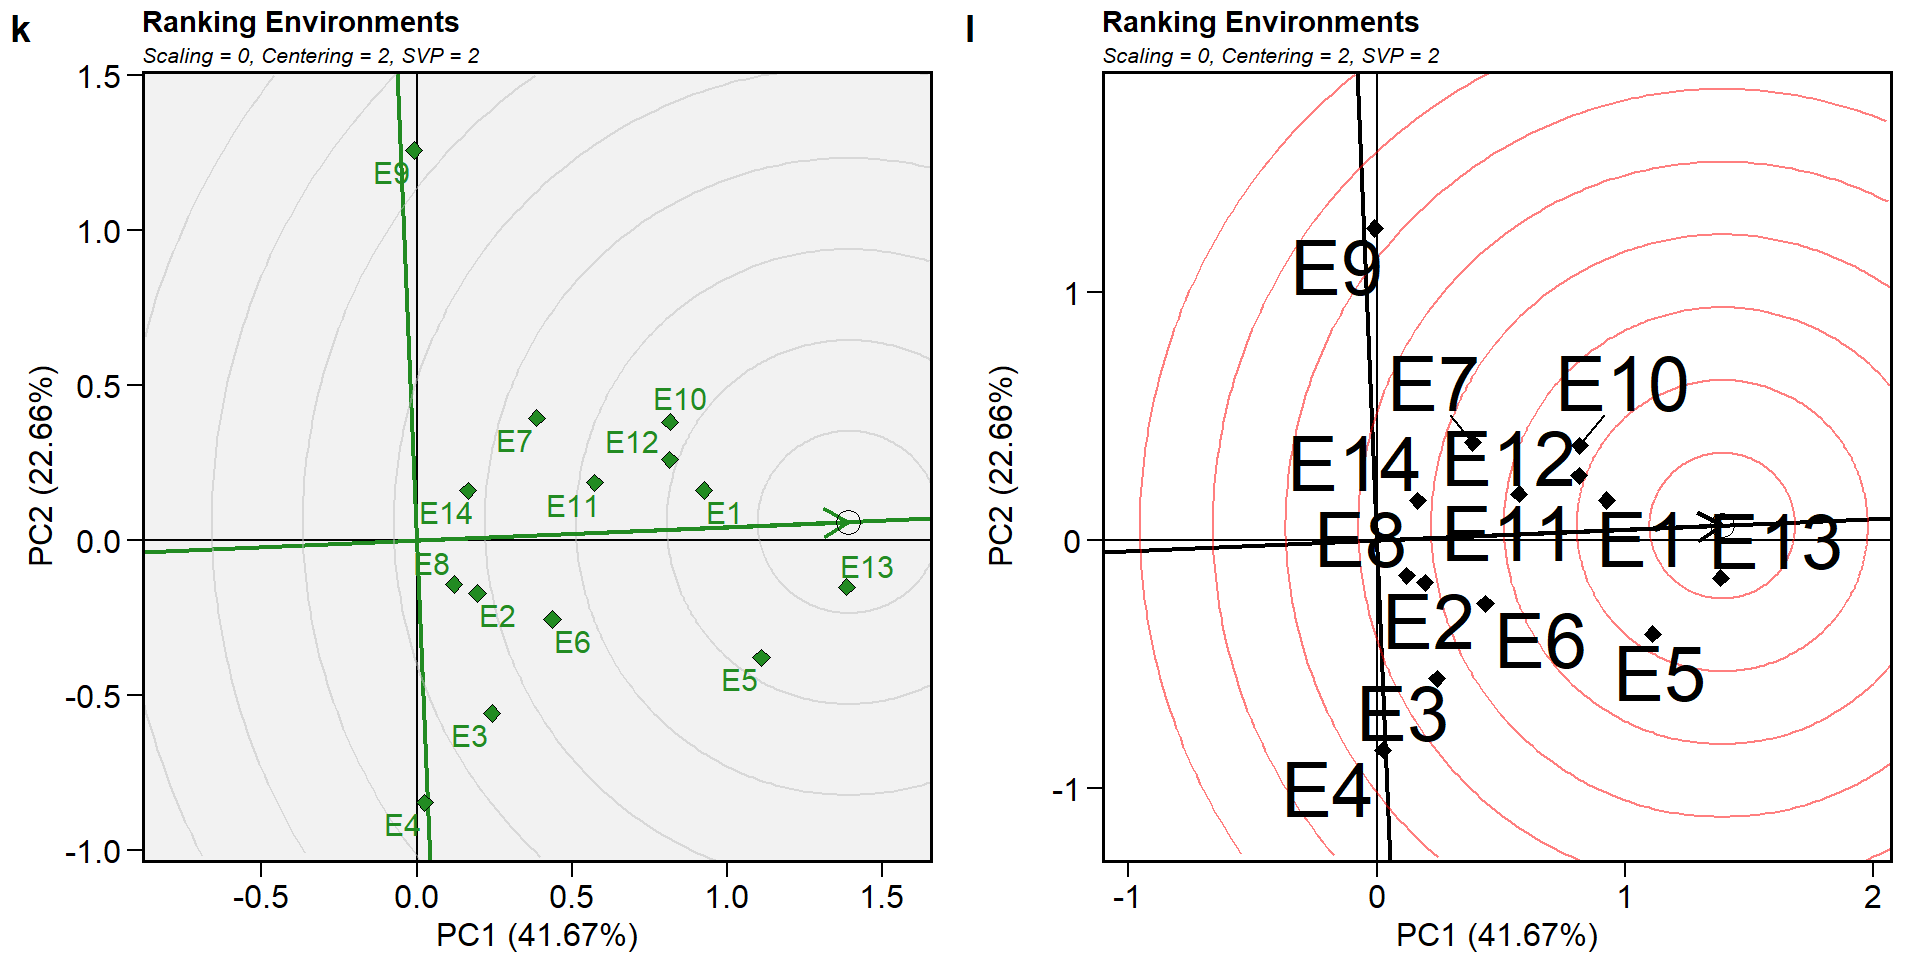 k
Ranking Environments
Scaling = 0, Centering = 2, SVP = 2
1.5
1.0
0.5
0.0
-0.5
-1.0
PC2 (22.66%)
E9
E10
E7
E12
E11
E14
E1
E8
E13
E2
E6
E5
E3
E4
-0.5
0.0
0.5
1.0
1.5
PC1 (41.67%)
l
Ranking Environments
Scaling = 0, Centering = 2, SVP = 2
1
0
-1
PC2 (22.66%)
E9
E7
E10
E14
E12
E8
E11
E1
E13
E2
E6
E5
E3
E4
-1
0
1
2
PC1 (41.67%)